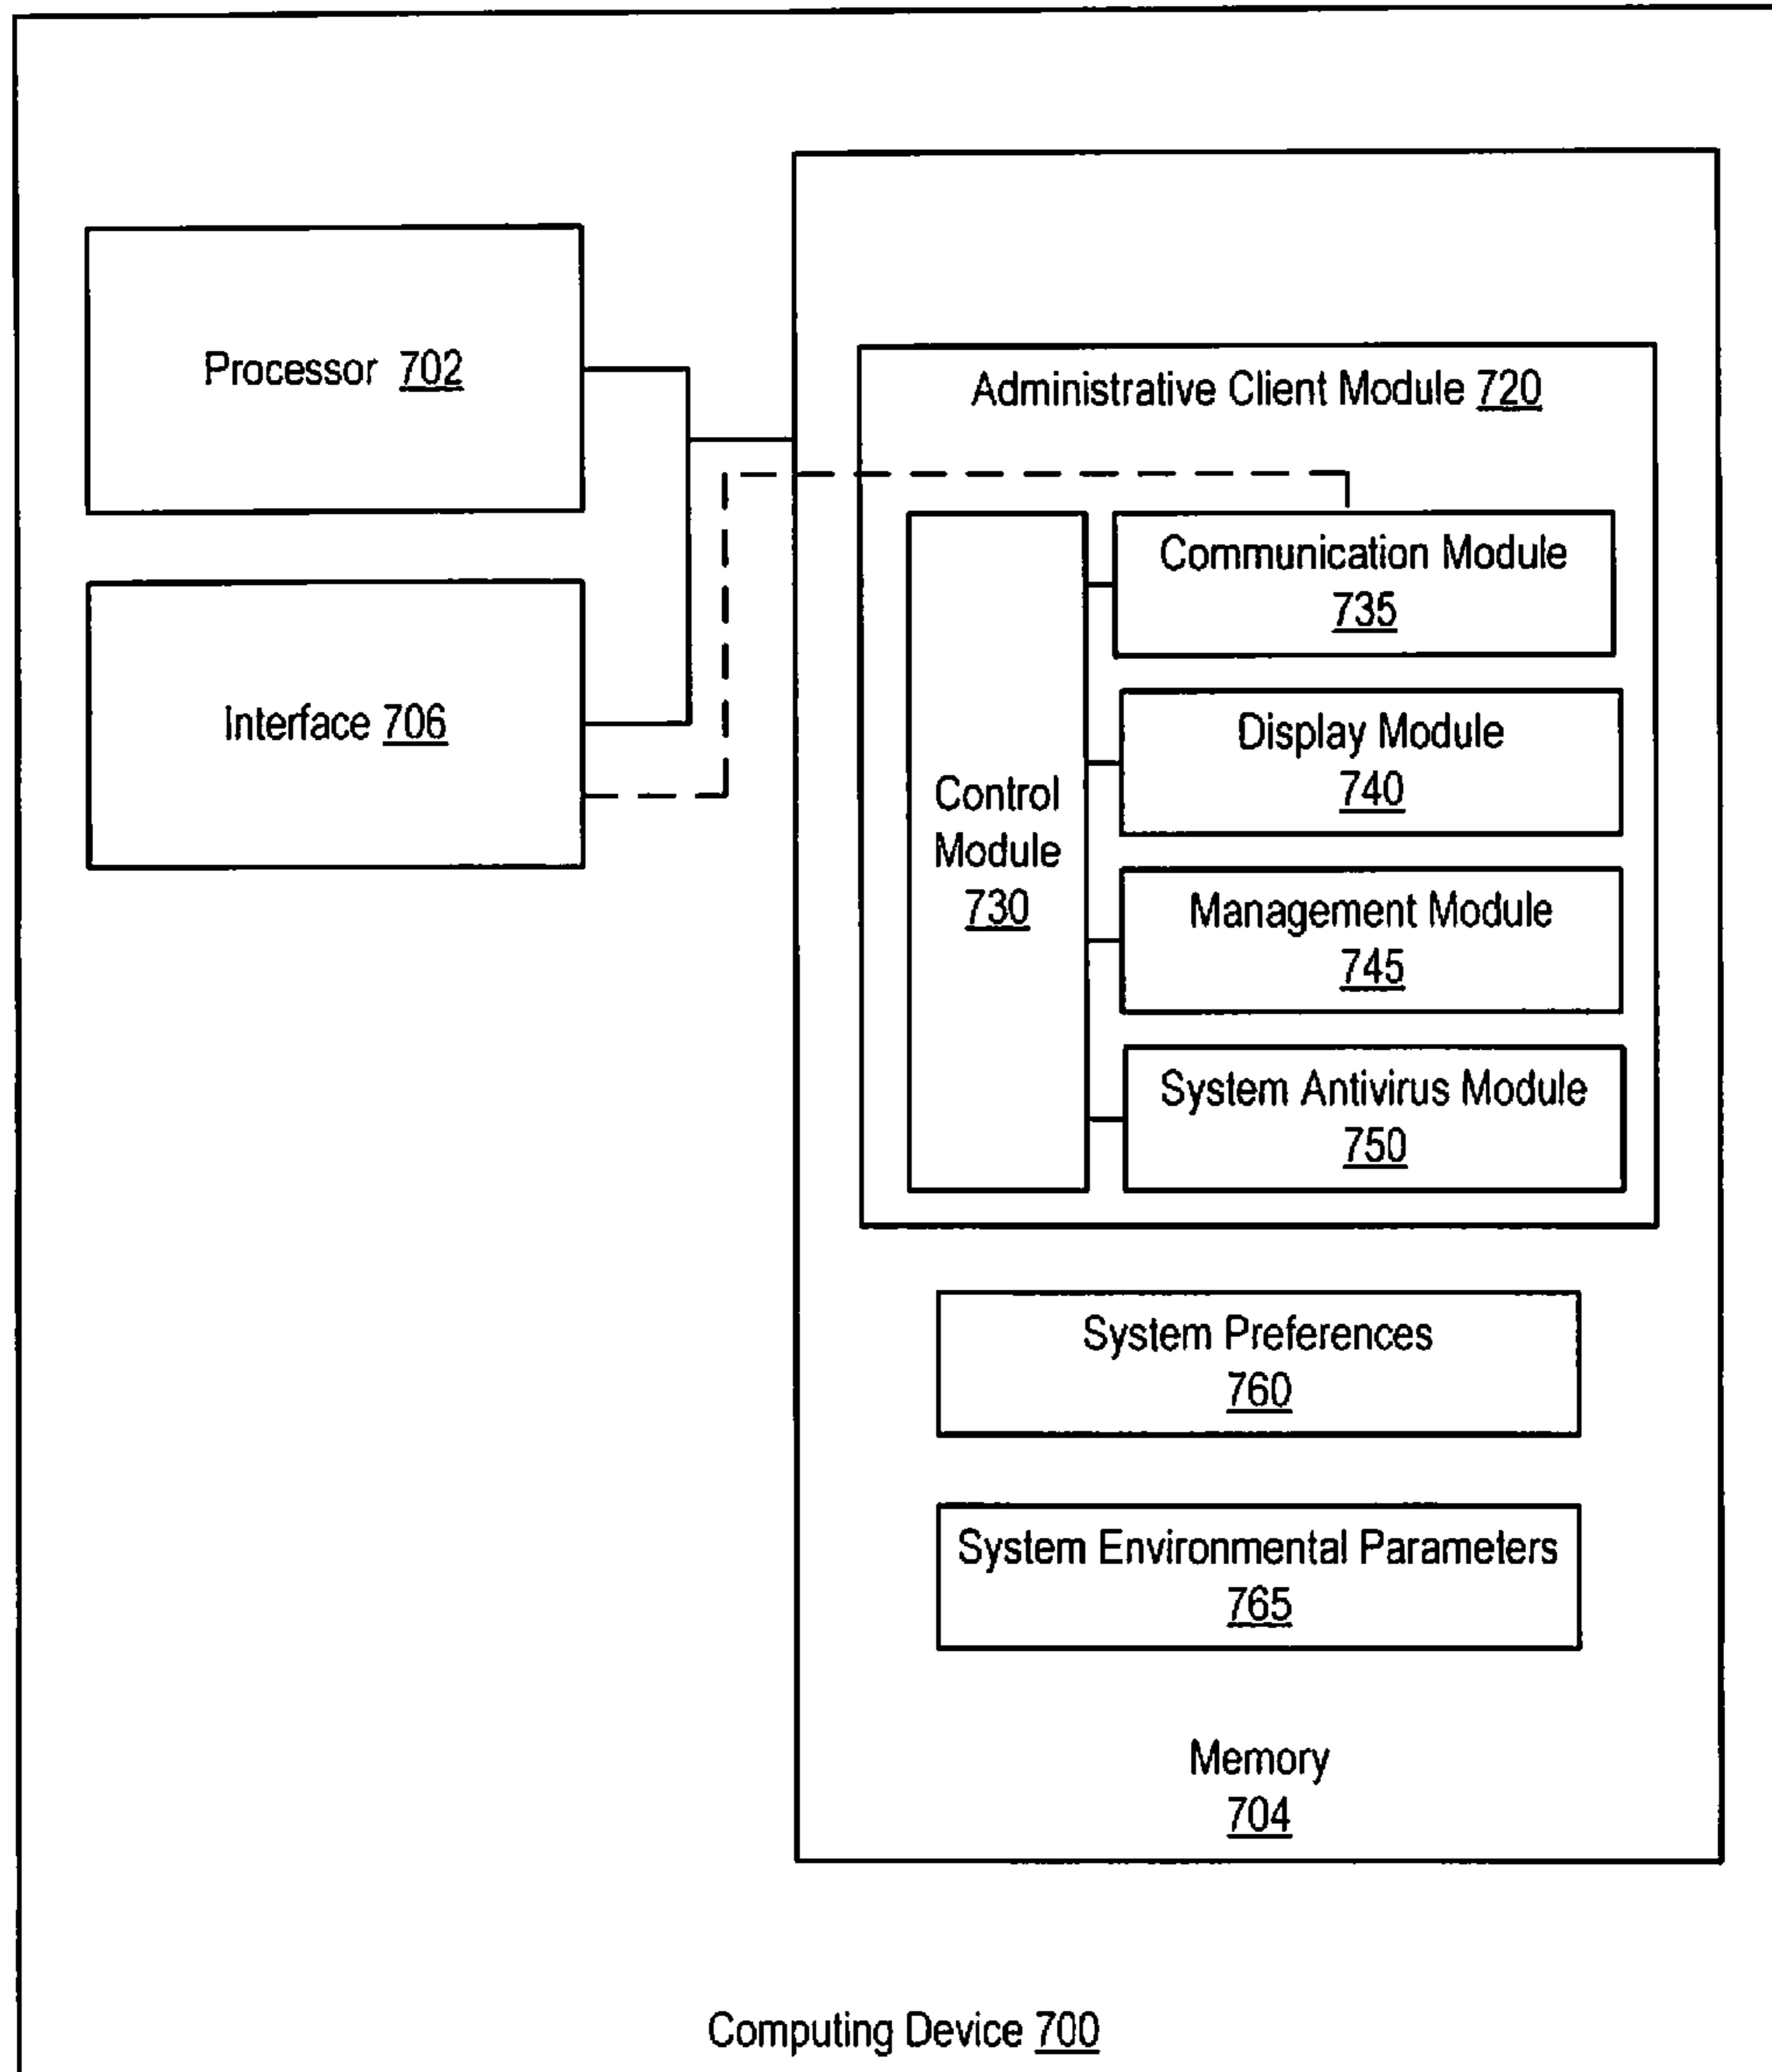 Processor 702
Interface 706
Administrative Client Module 720
Control
Module
730
Communication Module
735
Display Module
740
Management Module
745
System Antivirus Module
750
System Preferences
760
System Environmental Parameters
765
Memory
704
Computing Device 700